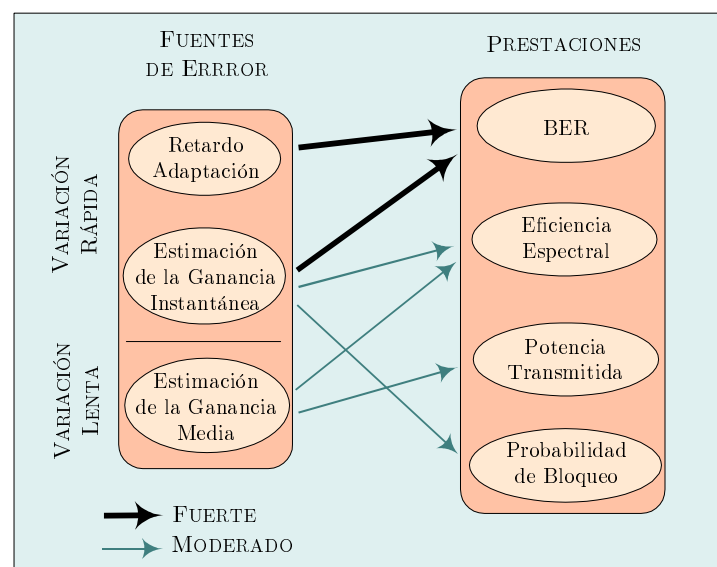 FUENTES
DE ERRROR
PRESTACIONES
VARIACIÓN
RÁPIDA
Retardo
Adaptación
Estimación
de la Ganancia
Instantánea
VARIACIÓN
LENTA
Estimación
de la Ganancia
Media
BER
Eficiencia
Espectral
Potencia
Transmitida
Probabilidad
de Bloqueo
FUERTE
MODERADO